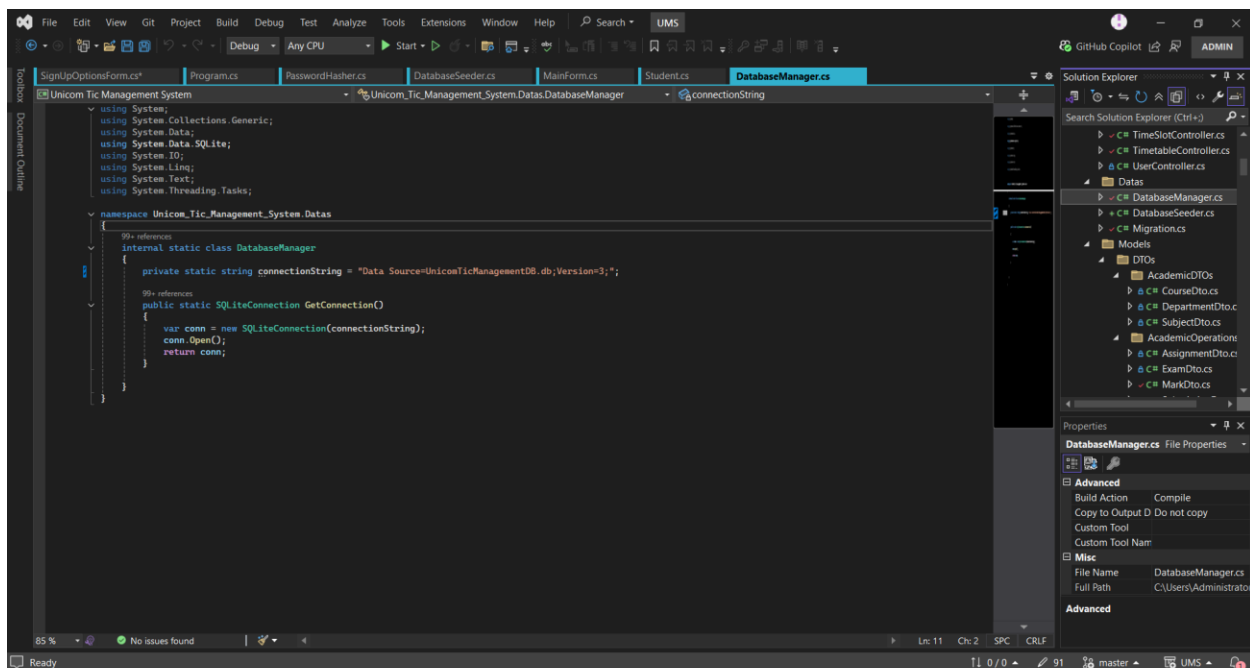 File Edit View Git Project Build Debug Test Analyze Tools Extensions Window Help Search UMS
Debug Any CPU Start GitHub Copilot ADMIN
Toolbox
Document Outline
SignUpOptionsForm.cs* Program.cs PasswordHasher.cs DatabaseSeeder.cs MainForm.cs Student.cs DatabaseManager.cs
Unicom Tic Management System Unicom_Tic_Management_System.Datas.DatabaseManager connectionString
using System;
using System.Collections.Generic;
using System.Data;
using System.Data.SQLite;
using System.IO;
using System.Linq;
using System.Text;
using System.Threading.Tasks;
namespace Unicom_Tic_Management_System.Datas
{
99+ references
internal static class DatabaseManager
{
private static string connectionString = "Data Source=UnicomTicManagementDB.db;Version=3;";
99+ references
public static SQLiteConnection GetConnection()
{
var conn = new SQLiteConnection(connectionString);
conn.Open();
return conn;
}
}
}
85 % No issues found Ln: 11 Ch: 2 SPC CRLF
Solution Explorer
Search Solution Explorer (Ctrl+;)
C# TimeSlotController.cs
C# TimetableController.cs
C# UserController.cs
Datas
C# DatabaseManager.cs
C# DatabaseSeeder.cs
C# Migration.cs
Models
DTOs
AcademicDTOs
C# CourseDto.cs
C# DepartmentDto.c
C# SubjectDto.cs
AcademicOperations
C# AssignmentDto.cs
C# ExamDto.cs
C# MarkDto.cs
Properties
DatabaseManager.cs File Properties
Advanced
Build Action Compile
Copy to Output D Do not copy
Custom Tool
Custom Tool Nam
Misc
File Name DatabaseManager.cs
Full Path C:\Users\Administrato
Advanced
Ready 0 / 0 91 master UMS